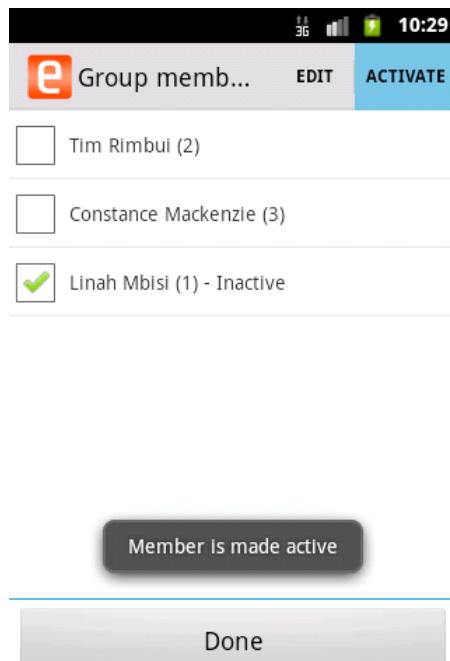 3G 10:29
e Group memb... EDIT ACTIVATE
Tim Rimbui (2)
Constance Mackenzie (3)
Linah Mbisi (1) - Inactive
Member is made active
Done